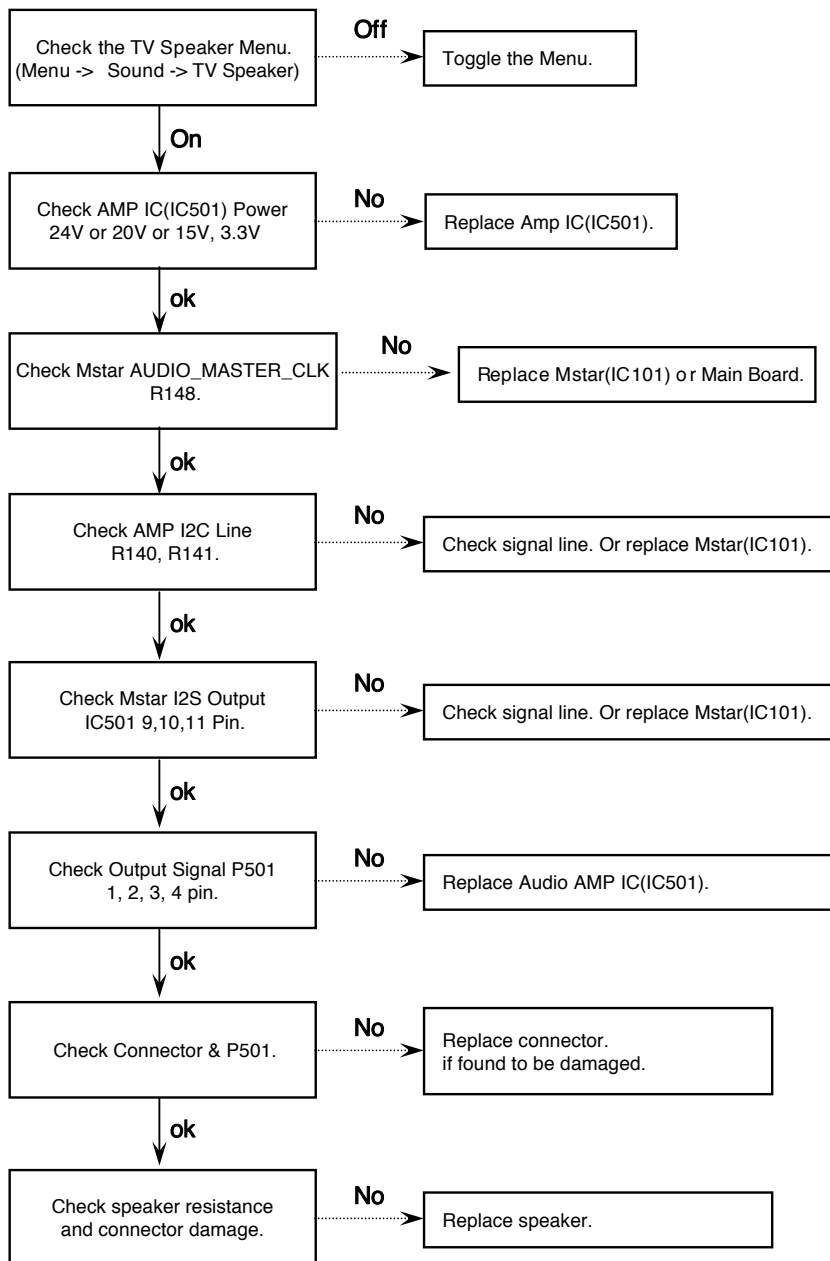 Check the TV Speaker Menu.
(Menu -> Sound -> TV Speaker)
Off
Toggle the Menu.
On
Check AMP IC(IC501) Power
24V or 20V or 15V, 3.3V
No
Replace Amp IC(IC501).
ok
Check Mstar AUDIO_MASTER_CLK
R148.
No
Replace Mstar(IC101) or Main Board.
ok
Check AMP I2C Line
R140, R141.
No
Check signal line. Or replace Mstar(IC101).
ok
Check Mstar I2S Output
IC501 9,10,11 Pin.
No
Check signal line. Or replace Mstar(IC101).
ok
Check Output Signal P501
1, 2, 3, 4 pin.
No
Replace Audio AMP IC(IC501).
ok
Check Connector & P501.
No
Replace connector.
if found to be damaged.
ok
Check speaker resistance
and connector damage.
No
Replace speaker.